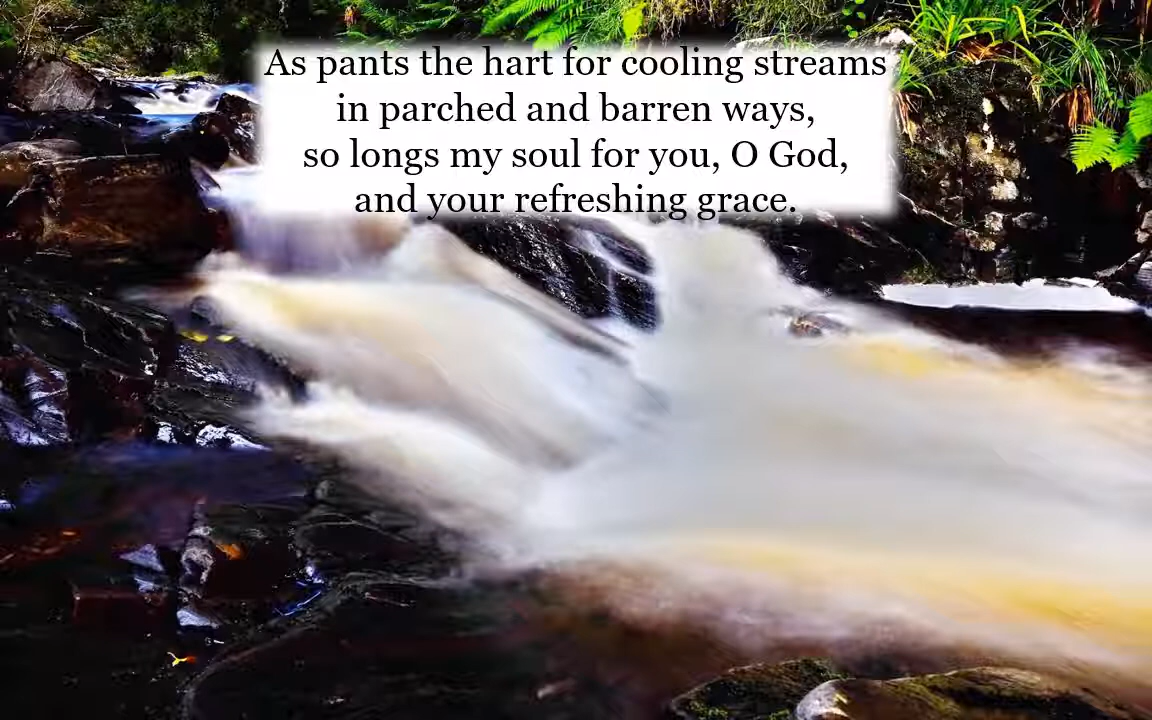 As pants the hart for cooling streams
in parched and barren ways,
so longs my soul for you, O God,
and your refreshing grace.